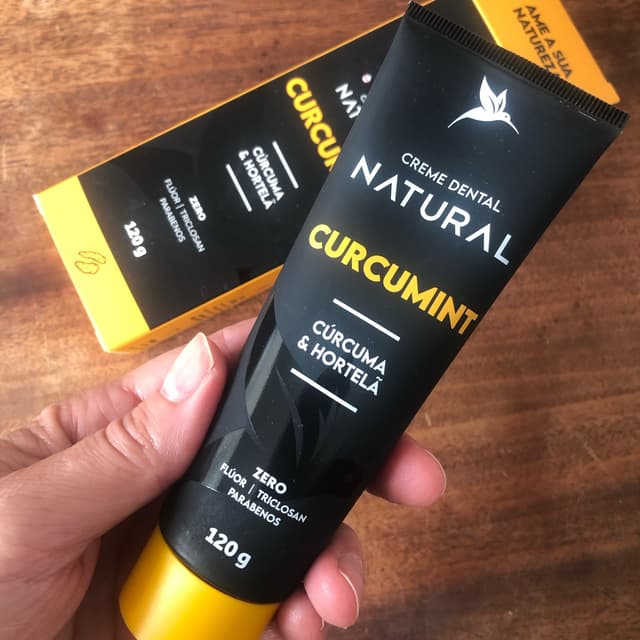 CREME DENTAL
NATURAL
CURCUMINT
CÚRCUMA
& HORTELÃ
ZERO
FLÚOR | TRICLOSAN
PARABENOS
120 g
AME A SUA
NATUREZA
CÚRCUMA
& HORTELÃ
ZERO
FLÚOR | TRICLOSAN
PARABENOS
120 g